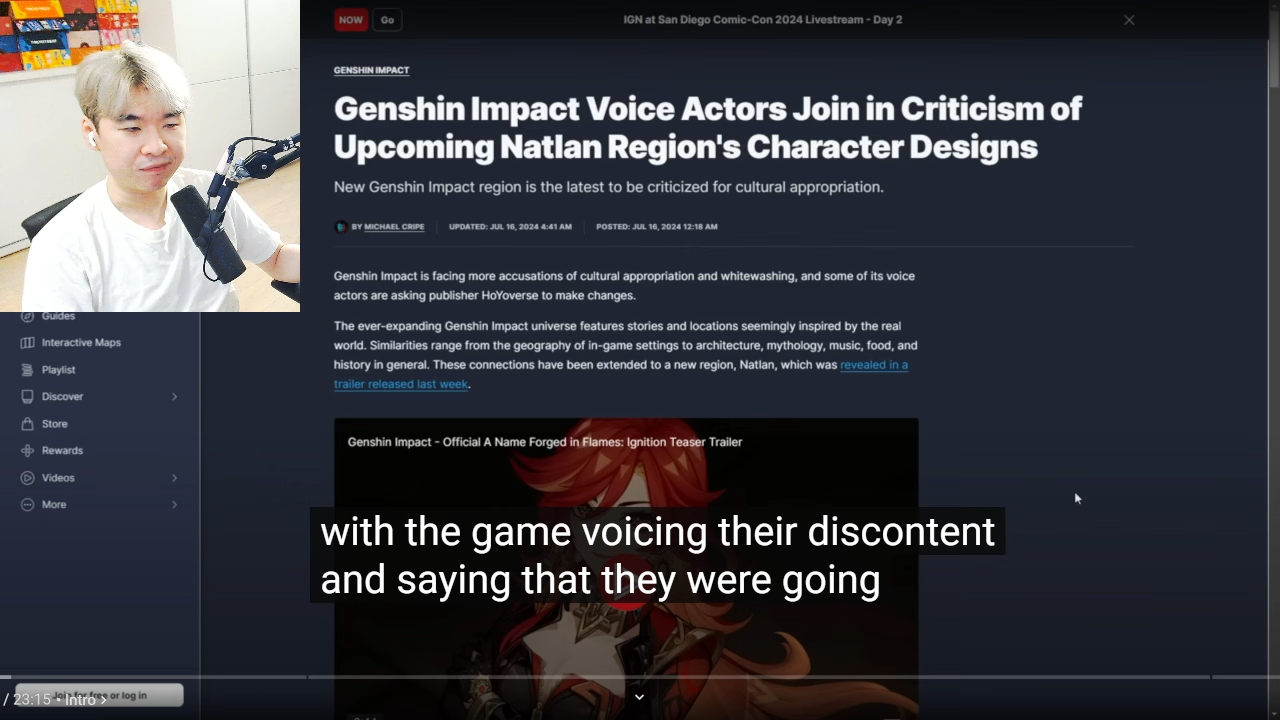 NOW
Go
IGN at San Diego Comic-Con 2024 Livestream - Day 2
GENSHIN IMPACT
Genshin Impact Voice Actors Join in Criticism of
Upcoming Natlan Region's Character Designs
New Genshin Impact region is the latest to be criticized for cultural appropriation.
BY MICHAEL CRIPE
UPDATED: JUL 16, 2024 4:41 AM
POSTED: JUL 16, 2024 12:18 AM
Genshin Impact is facing more accusations of cultural appropriation and whitewashing, and some of its voice
actors are asking publisher HoYoverse to make changes.
The ever-expanding Genshin Impact universe features stories and locations seemingly inspired by the real
world. Similarities range from the geography of in-game settings to architecture, mythology, music, food, and
history in general. These connections have been extended to a new region, Natlan, which was revealed in a
trailer released last week.
Guides
Interactive Maps
Playlist
Discover
Store
Rewards
Videos
More
Genshin Impact - Official A Name Forged in Flames: Ignition Teaser Trailer
with the game voicing their discontent
and saying that they were going
Join for free or log in
/ 23:15 • Intro